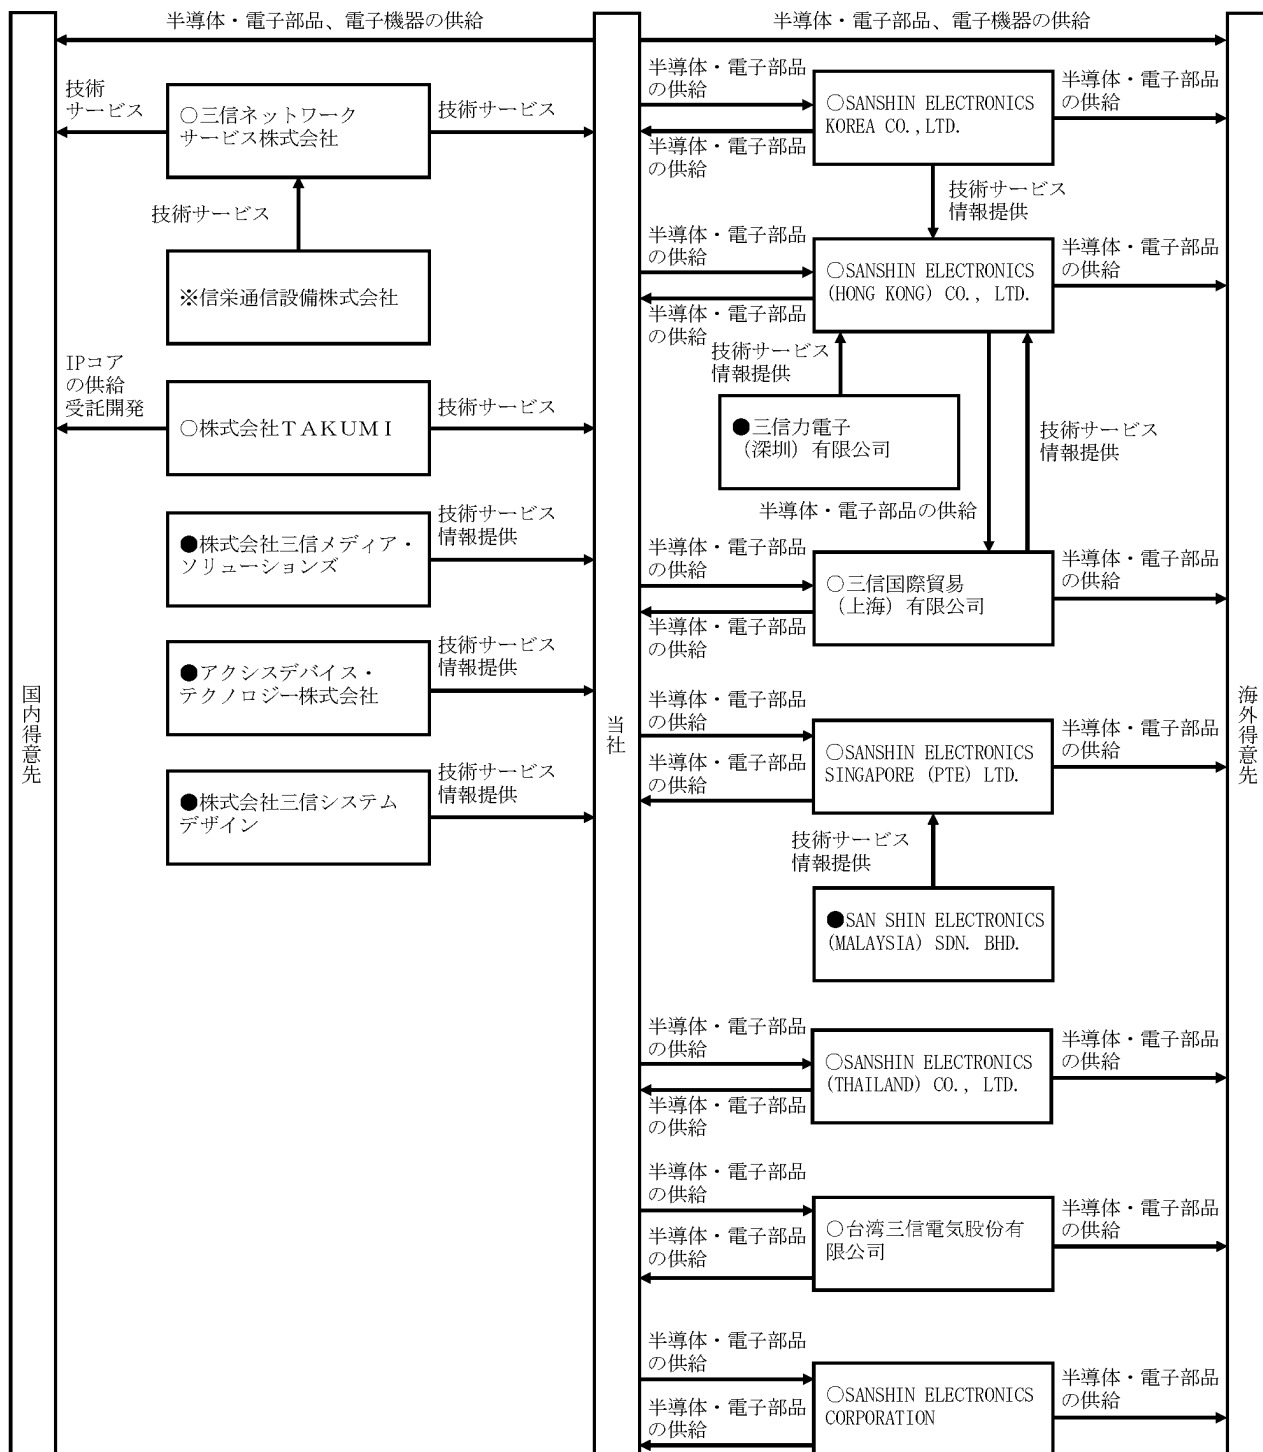 半導体・電子部品、電子機器の供給
半導体・電子部品、電子機器の供給
国内得意先
当社
海外得意先
技術
サービス
○三信ネットワーク
サービス株式会社
技術サービス
技術サービス
※信栄通信設備株式会社
IPコア
の供給
受託開発
○株式会社TAKUMI
技術サービス
●株式会社三信メディア・
ソリューションズ
技術サービス
情報提供
●アクシスデバイス・
テクノロジー株式会社
技術サービス
情報提供
●株式会社三信システム
デザイン
技術サービス
情報提供
半導体・電子部品
の供給
半導体・電子部品
の供給
○SANSHIN ELECTRONICS
KOREA CO.,LTD.
半導体・電子部品
の供給
技術サービス
情報提供
半導体・電子部品
の供給
半導体・電子部品
の供給
○SANSHIN ELECTRONICS
(HONG KONG) CO., LTD.
半導体・電子部品
の供給
技術サービス
情報提供
●三信力電子
(深圳)有限公司
技術サービス
情報提供
半導体・電子部品の供給
半導体・電子部品
の供給
半導体・電子部品
の供給
○三信国際貿易
(上海)有限公司
半導体・電子部品
の供給
半導体・電子部品
の供給
半導体・電子部品
の供給
○SANSHIN ELECTRONICS
SINGAPORE (PTE) LTD.
半導体・電子部品
の供給
技術サービス
情報提供
●SAN SHIN ELECTRONICS
(MALAYSIA) SDN. BHD.
半導体・電子部品
の供給
半導体・電子部品
の供給
○SANSHIN ELECTRONICS
(THAILAND) CO., LTD.
半導体・電子部品
の供給
半導体・電子部品
の供給
半導体・電子部品
の供給
○台湾三信電気股份有
限公司
半導体・電子部品
の供給
半導体・電子部品
の供給
半導体・電子部品
の供給
○SANSHIN ELECTRONICS
CORPORATION
半導体・電子部品
の供給